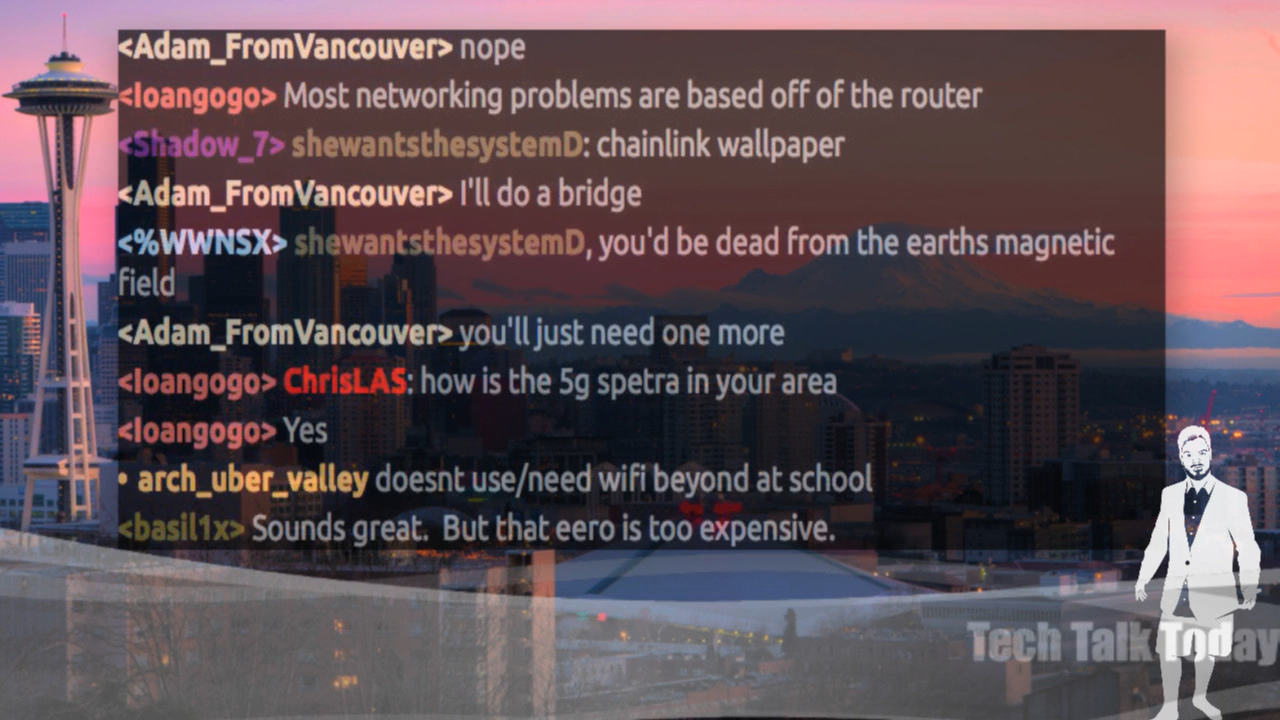 <Adam_FromVancouver> nope
<Ioangogo> Most networking problems are based off of the router
<Shadow_7> shewantsthesystemD: chainlink wallpaper
<Adam_FromVancouver> I'll do a bridge
<%WWNSX> shewantsthesystemD, you'd be dead from the earths magnetic
field
<Adam_FromVancouver> you'll just need one more
<Ioangogo> ChrisLAS: how is the 5g spetra in your area
<Ioangogo> Yes
• arch_uber_valley doesnt use/need wifi beyond at school
<basil1x> Sounds great.  But that eero is too expensive.
Tech Talk Today